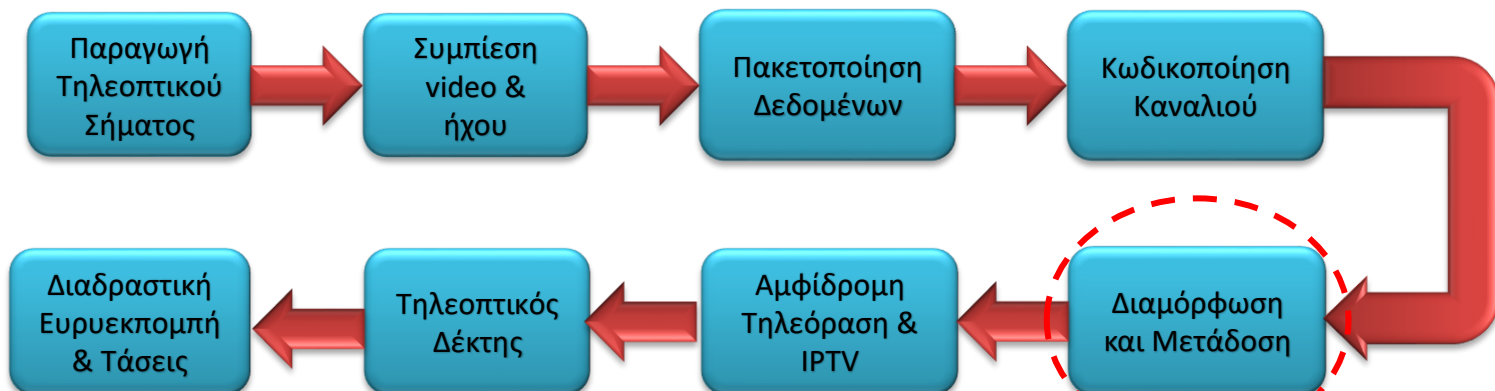 Παραγωγή
Τηλεοπτικού
Σήματος
Συμπίεση
video &
ήχου
Πακετοποίηση
Δεδομένων
Κωδικοποίηση
Καναλιού
Διαδραστική
Ευρυεκπομπή
& Τάσεις
Τηλεοπτικός
Δέκτης
Αμφίδρομη
Τηλεόραση &
IPTV
Διαμόρφωση
και Μετάδοση